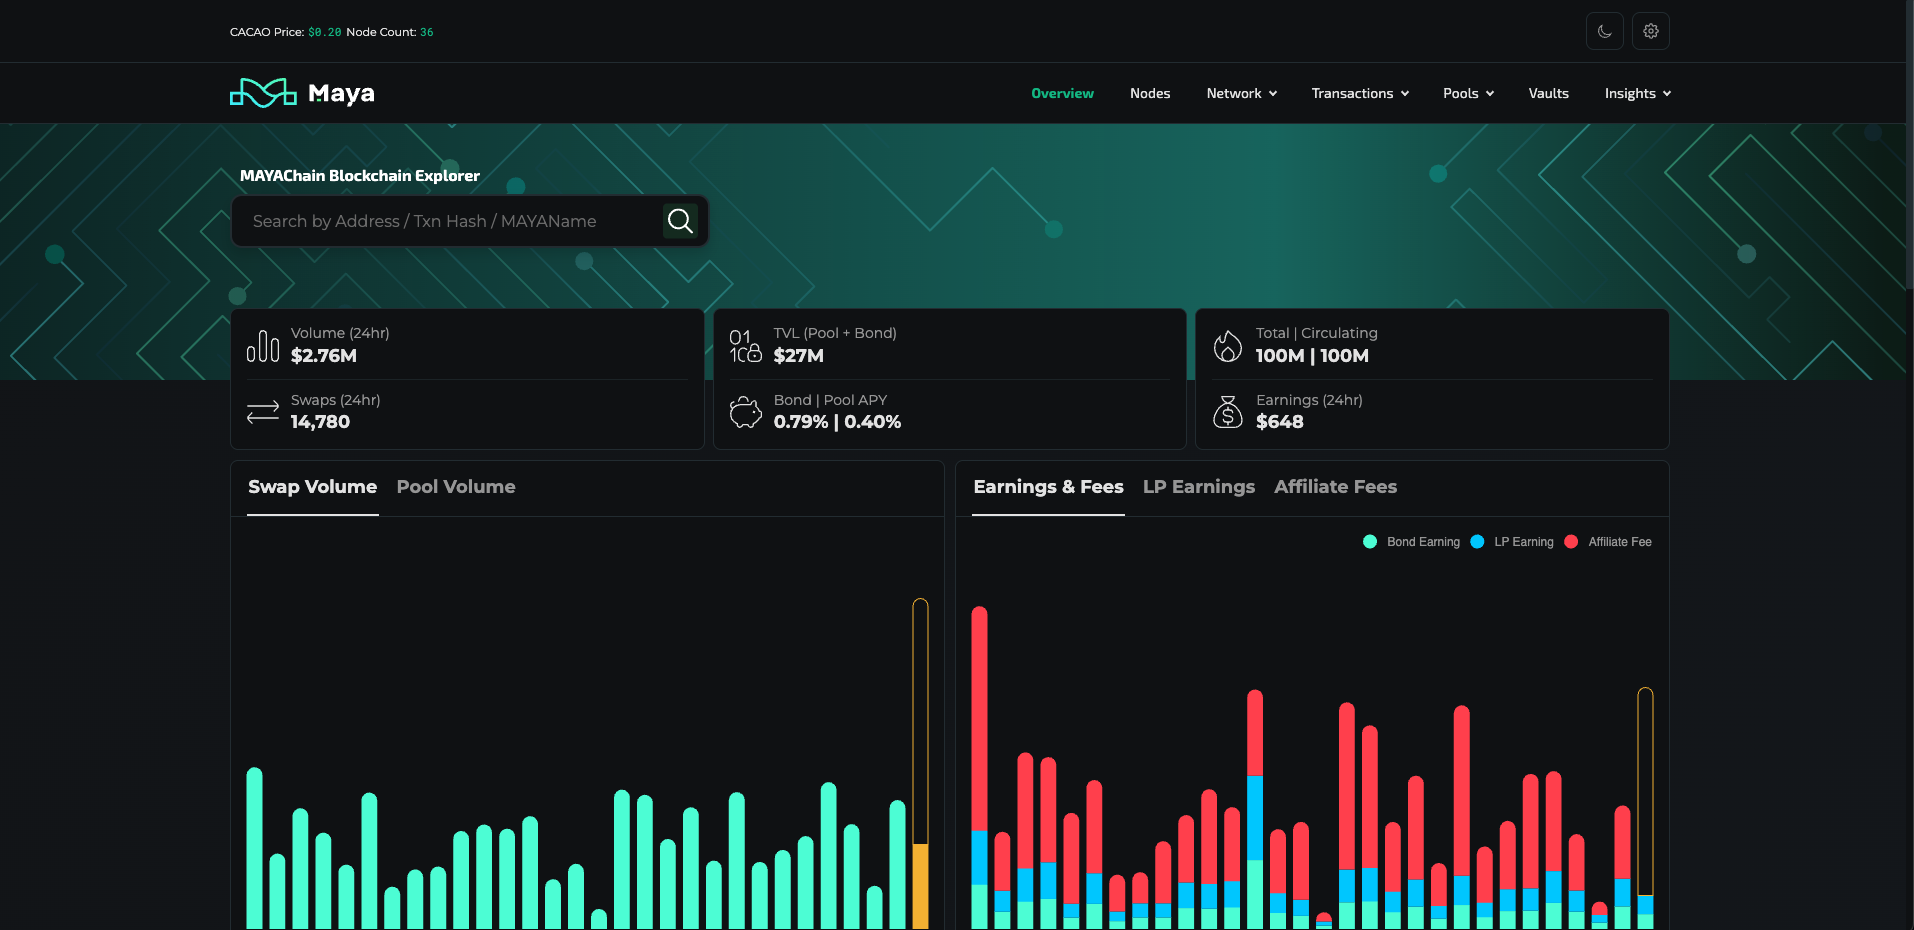 CACAO Price: $0.20 Node Count: 36
Maya
Overview Nodes Network Transactions Pools Vaults Insights
MAYAChain Blockchain Explorer
Search by Address / Txn Hash / MAYAName
Volume (24hr)
$2.76M
Swaps (24hr)
14,780
TVL (Pool + Bond)
$27M
Bond | Pool APY
0.79% | 0.40%
Total | Circulating
100M | 100M
Earnings (24hr)
$648
Swap Volume Pool Volume
Earnings & Fees LP Earnings Affiliate Fees
Bond Earning LP Earning Affiliate Fee